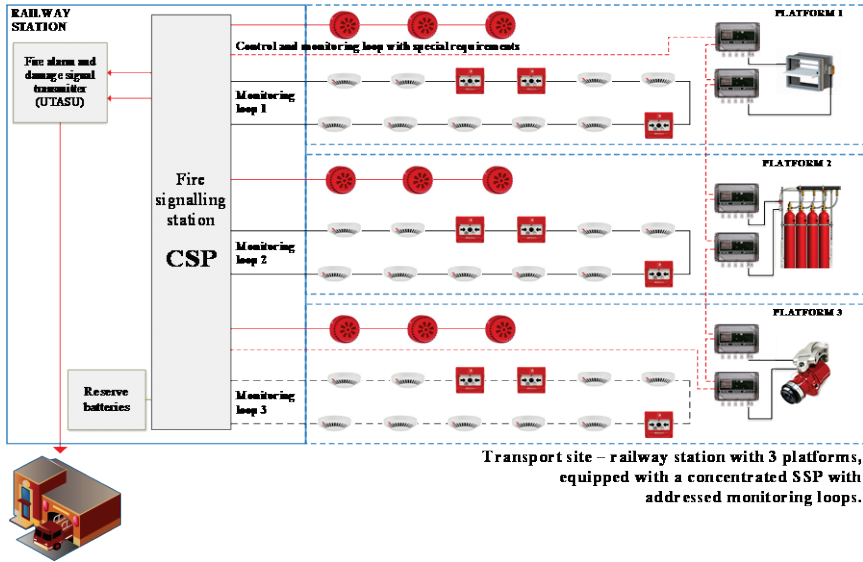 RAILWAY
STATION
Fire alarm and
damage signal
transmitter
(UTASU)
Fire
signalling
station
CSP
Reserve
batteries
PLATFORM 1
Control and monitoring loop with special requirements
Monitoring
loop 1
PLATFORM 2
Monitoring
loop 2
PLATFORM 3
Monitoring
loop 3
Transport site – railway station with 3 platforms,
equipped with a concentrated SSP with
addressed monitoring loops.